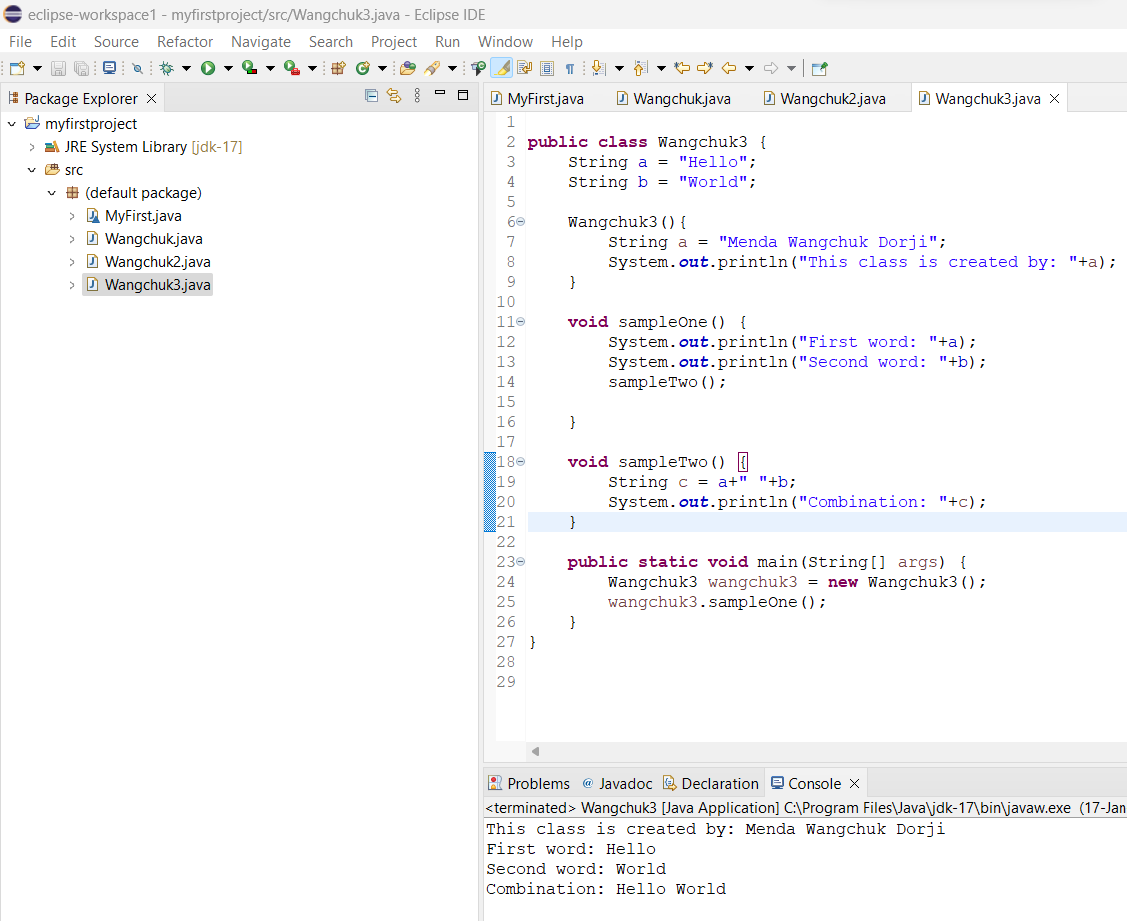 eclipse-workspace1 - myfirstproject/src/Wangchuk3.java - Eclipse IDE
File Edit Source Refactor Navigate Search Project Run Window Help
Package Explorer
myfirstproject
JRE System Library [jdk-17]
src
(default package)
MyFirst.java
Wangchuk.java
Wangchuk2.java
Wangchuk3.java
MyFirst.java Wangchuk.java Wangchuk2.java Wangchuk3.java
1
2 public class Wangchuk3 {
3     String a = "Hello";
4     String b = "World";
5
6     Wangchuk3(){
7         String a = "Menda Wangchuk Dorji";
8         System.out.println("This class is created by: "+a);
9     }
10
11     void sampleOne() {
12         System.out.println("First word: "+a);
13         System.out.println("Second word: "+b);
14         sampleTwo();
15
16     }
17
18     void sampleTwo() {
19         String c = a+" "+b;
20         System.out.println("Combination: "+c);
21     }
22
23     public static void main(String[] args) {
24         Wangchuk3 wangchuk3 = new Wangchuk3();
25         wangchuk3.sampleOne();
26     }
27 }
28
29
Problems @ Javadoc Declaration Console
<terminated> Wangchuk3 [Java Application] C:\Program Files\Java\jdk-17\bin\javaw.exe (17-Jan
This class is created by: Menda Wangchuk Dorji
First word: Hello
Second word: World
Combination: Hello World